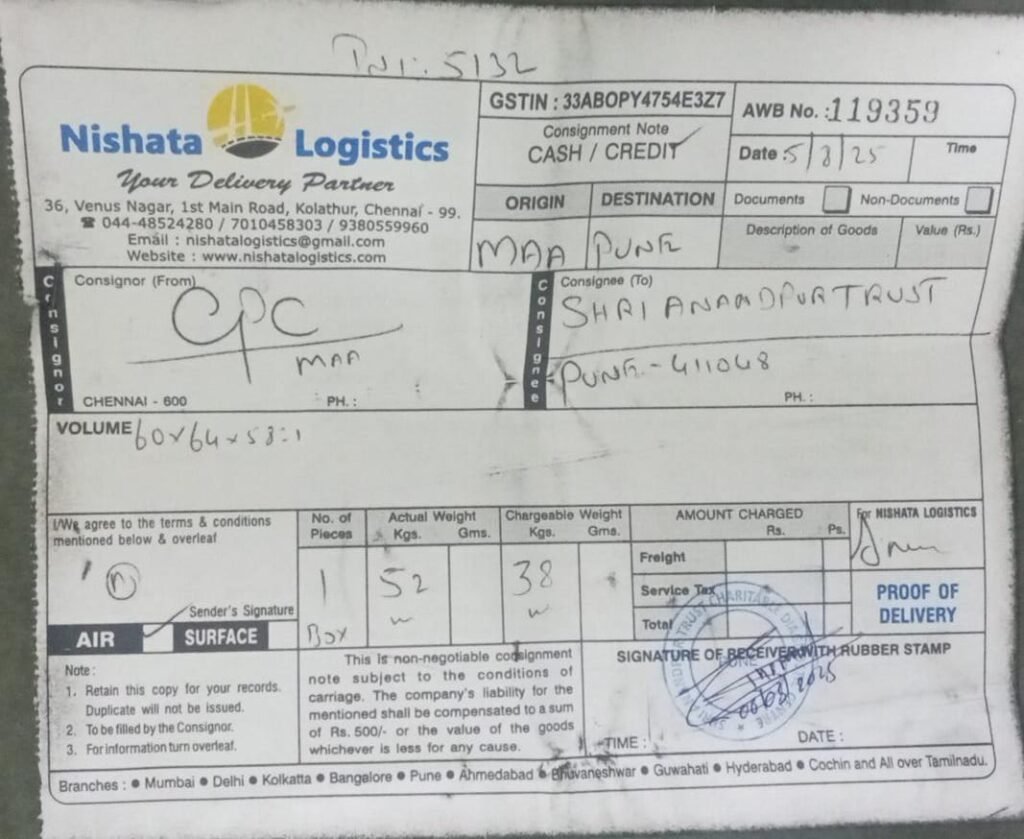 5132
Nishata Logistics
Your Delivery Partner
36, Venus Nagar, 1st Main Road, Kolathur, Chennai - 99.
☎ 044-48524280 / 7010458303 / 9380559960
Email : nishatalogistics@gmail.com
Website : www.nishatalogistics.com
GSTIN : 33ABOPY4754E3Z7
Consignment Note
CASH / CREDIT
AWB No. :119359
Date : 5/8/25
Time
ORIGIN
DESTINATION
MAA
PUNE
Documents
Non-Documents
Description of Goods
Value (Rs.)
Consignor
Consignor (From)
CPC
MAA
CHENNAI - 600
PH. :
Consignee
Consignee (To)
SHRI ANANDPUR TRUST
PUNE - 411048
PH. :
VOLUME 60x64x58=1
I/We agree to the terms & conditions
mentioned below & overleaf
Sender's Signature
AIR
SURFACE
No. of
Pieces
1
Box
Actual Weight
Kgs. Gms.
52
Chargeable Weight
Kgs. Gms.
38
AMOUNT CHARGED
Rs. Ps.
Freight
Service Tax
Total
For NISHATA LOGISTICS
PROOF OF
DELIVERY
Note :
1. Retain this copy for your records.
Duplicate will not be issued.
2. To be filled by the Consignor.
3. For information turn overleaf.
This is non-negotiable consignment
note subject to the conditions of
carriage. The company's liability for the
mentioned shall be compensated to a sum
of Rs. 500/- or the value of the goods
whichever is less for any cause.
SIGNATURE OF RECEIVER WITH RUBBER STAMP
TRUST CHARITABLE
PUNE
CENTRE
TIME :
DATE :
Branches : ● Mumbai ● Delhi ● Kolkatta ● Bangalore ● Pune ● Ahmedabad ● Bhuvaneshwar ● Guwahati ● Hyderabad ● Cochin and All over Tamilnadu.